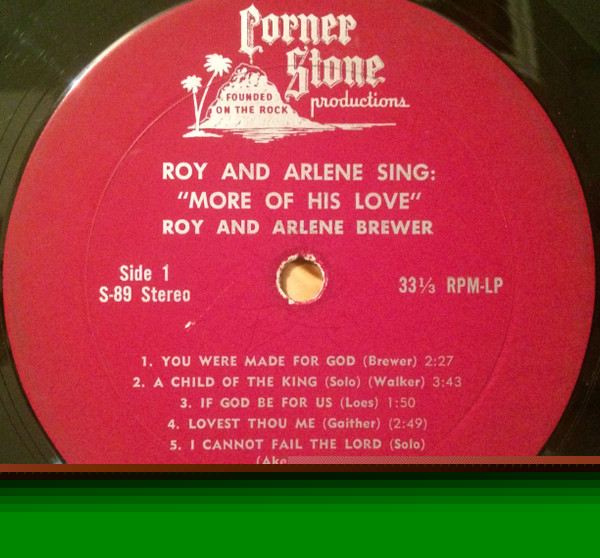 Corner
Stone
productions
FOUNDED
ON THE ROCK
ROY AND ARLENE SING:
"MORE OF HIS LOVE"
ROY AND ARLENE BREWER
Side 1
S-89 Stereo
33⅓ RPM-LP
1. YOU WERE MADE FOR GOD (Brewer) 2:27
2. A CHILD OF THE KING (Solo) (Walker) 3:43
3. IF GOD BE FOR US (Loes) 1:50
4. LOVEST THOU ME (Gaither) (2:49)
5. I CANNOT FAIL THE LORD (Solo)